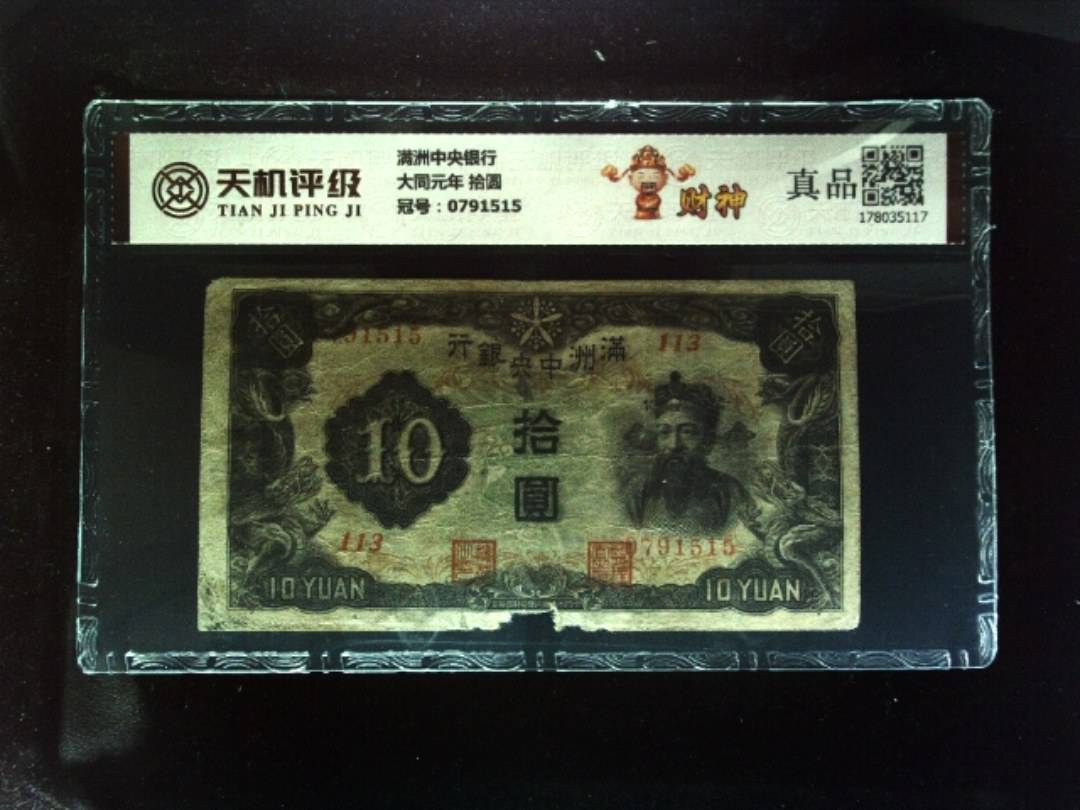 天机评级
TIAN JI PING JI
满洲中央银行
大同元年 拾圆
冠号：0791515
财神
真品
178035117
拾圓
拾圓
91515
行銀央中洲滿
113
10
拾
圓
113
0791515
10 YUAN
10 YUAN